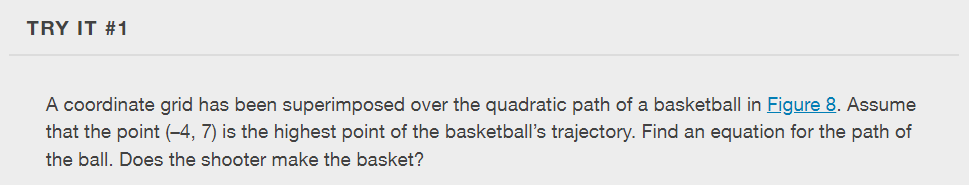 TRY IT #1
A coordinate grid has been superimposed over the quadratic path of a basketball in Figure 8. Assume
that the point (–4, 7) is the highest point of the basketball’s trajectory. Find an equation for the path of
the ball. Does the shooter make the basket?